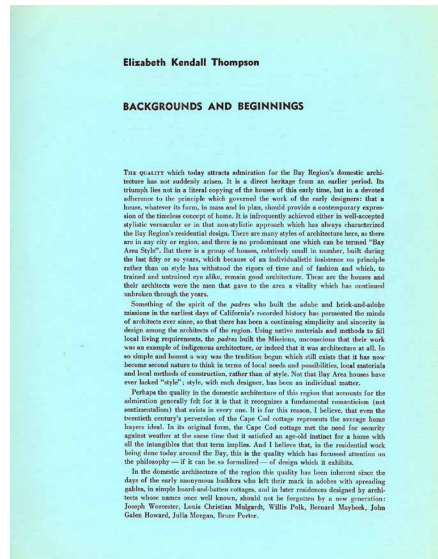 Elizabeth Kendall Thompson
BACKGROUNDS AND BEGINNINGS
THE QUALITY which today attracts admiration for the Bay Region's domestic archi-
tecture has not suddenly arisen. It is a direct heritage from an earlier period. Its
triumph lies not in a literal copying of the houses of this early time, but in a devoted
adherence to the principle which governed the work of the early designers: that a
house, whatever its form, in mass and in plan, should provide a contemporary expres-
sion of the timeless concept of home. It is infrequently achieved either in well-accepted
stylistic vernacular or in that non-stylistic approach which has always characterized
the Bay Region's residential design. There are many styles of architecture here, as there
are in any city or region, and there is no predominant one which can be termed "Bay
Area Style". But there is a group of houses, relatively small in number, built during
the last fifty or so years, which because of an individualistic insistence on principle
rather than on style has withstood the rigors of time and of fashion and which, to
trained and untrained eye alike, remain good architecture. These are the houses and
their architects were the men that gave to the area a vitality which has continued
unbroken through the years.
Something of the spirit of the padres who built the adobe and brick-and-adobe
missions in the earliest days of California's recorded history has permeated the minds
of architects ever since, so that there has been a continuing simplicity and sincerity in
design among the architects of the region. Using native materials and methods to fill
local living requirements, the padres built the Missions, unconscious that their work
was an example of indigenous architecture, or indeed that it was architecture at all. In
so simple and honest a way was the tradition begun which still exists that it has now
become second nature to think in terms of local needs and possibilities, local materials
and local methods of construction, rather than of style. Not that Bay Area houses have
ever lacked "style"; style, with each designer, has been an individual matter.
Perhaps the quality in the domestic architecture of this region that accounts for the
admiration generally felt for it is that it recognizes a fundamental romanticism (not
sentimentalism) that exists in every one. It is for this reason, I believe, that even the
twentieth century's perversion of the Cape Cod cottage represents the average home
buyers ideal. In its original form, the Cape Cod cottage met the need for security
against weather at the same time that it satisfied an age-old instinct for a home with
all the intangibles that that term implies. And I believe that, in the residential work
being done today around the Bay, this is the quality which has focussed attention on
the philosophy — if it can be so formalized — of design which it exhibits.
In the domestic architecture of the region this quality has been inherent since the
days of the early anonymous builders who left their mark in adobes with spreading
gables, in simple board-and-batten cottages, and in later residences designed by archi-
tects whose names once well known, should not be forgotten by a new generation:
Joseph Worcester, Louis Christian Mulgardt, Willis Polk, Bernard Maybeck, John
Galen Howard, Julia Morgan, Bruce Porter.